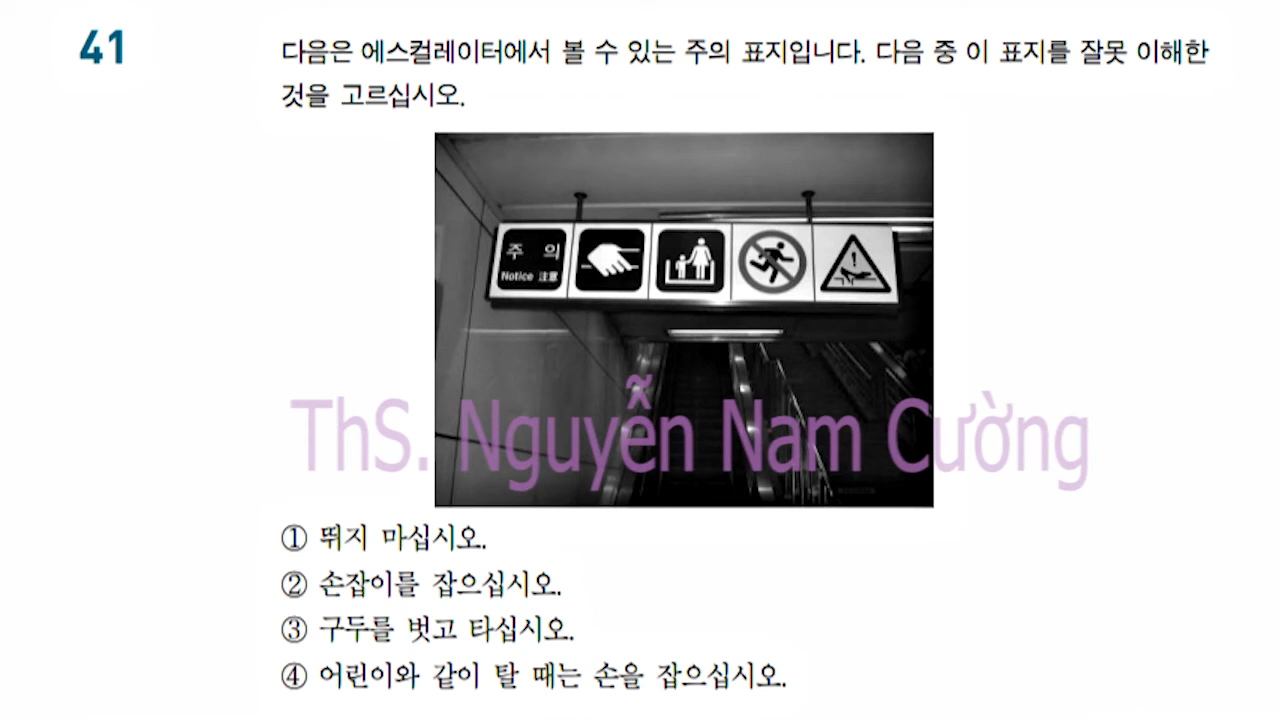 41
다음은 에스컬레이터에서 볼 수 있는 주의 표지입니다. 다음 중 이 표지를 잘못 이해한
것을 고르십시오.
주 의
Notice 注意
ThS. Nguyễn Nam Cường
① 뛰지 마십시오.
② 손잡이를 잡으십시오.
③ 구두를 벗고 타십시오.
④ 어린이와 같이 탈 때는 손을 잡으십시오.